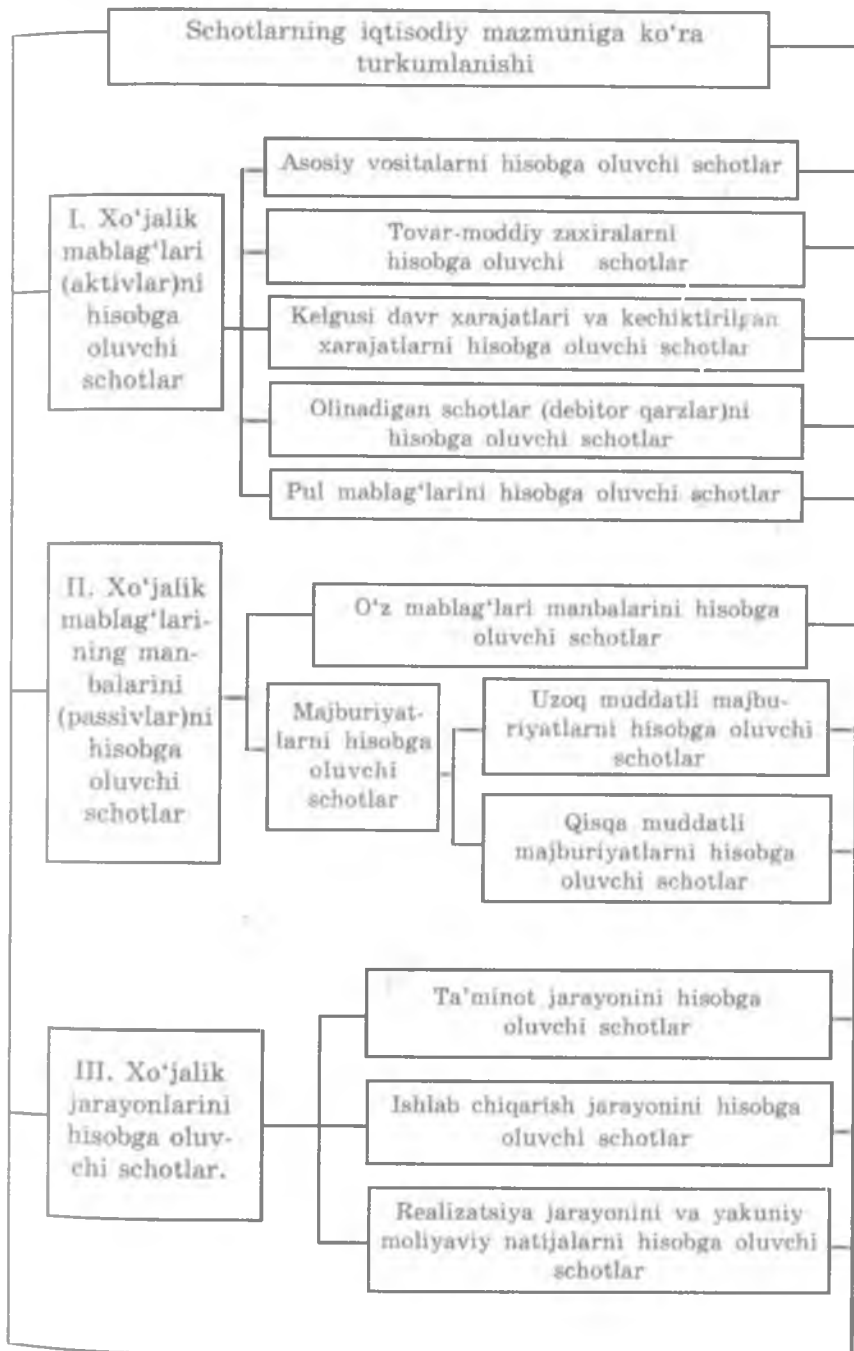 Schotlarning iqtisodiy mazmuniga ko‘ra
turkumlanishi
I. Xo‘jalik
mablag‘lari
(aktivlar)ni
hisobga
oluvchi
schotlar
Asosiy vositalarni hisobga oluvchi schotlar
Tovar-moddiy zaxiralarni
hisobga oluvchi schotlar
Kelgusi davr xarajatlari va kechiktirilgan
xarajatlarni hisobga oluvchi schotlar
Olinadigan schotlar (debitor qarzlar)ni
hisobga oluvchi schotlar
Pul mablag‘larini hisobga oluvchi schotlar
II. Xo‘jalik
mablag‘lari-
ning man-
balarini
(passivlar)ni
hisobga
oluvchi
schotlar
O‘z mablag‘lari manbalarini hisobga
oluvchi schotlar
Majburiyat-
larni hisobga
oluvchi
schotlar
Uzoq muddatli majbu-
riyatlarni hisobga oluvchi
schotlar
Qisqa muddatli
majburiyatlarni hisobga
oluvchi schotlar
III. Xo‘jalik
jarayonlarini
hisobga oluv-
chi schotlar.
Ta’minot jarayonini hisobga
oluvchi schotlar
Ishlab chiqarish jarayonini hisobga
oluvchi schotlar
Realizatsiya jarayonini va yakuniy
moliyaviy natijalarni hisobga oluvchi
schotlar